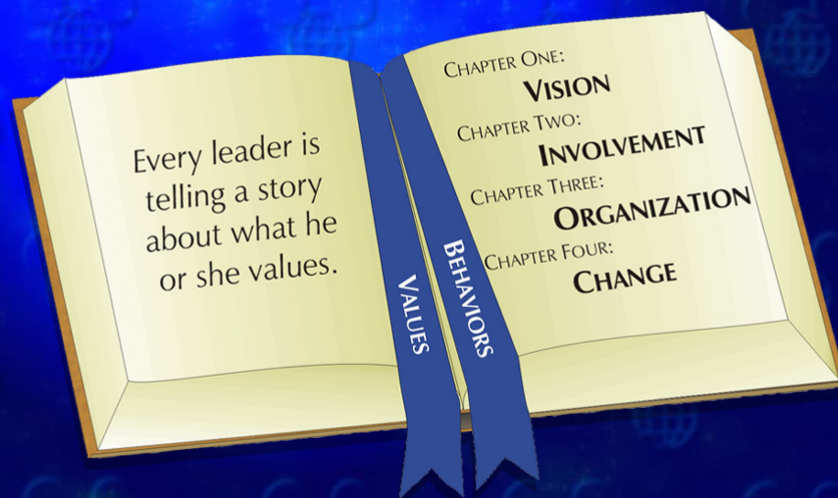 Every leader is
telling a story
about what he
or she values.
VALUES
BEHAVIORS
CHAPTER ONE:
VISION
CHAPTER TWO:
INVOLVEMENT
CHAPTER THREE:
ORGANIZATION
CHAPTER FOUR:
CHANGE